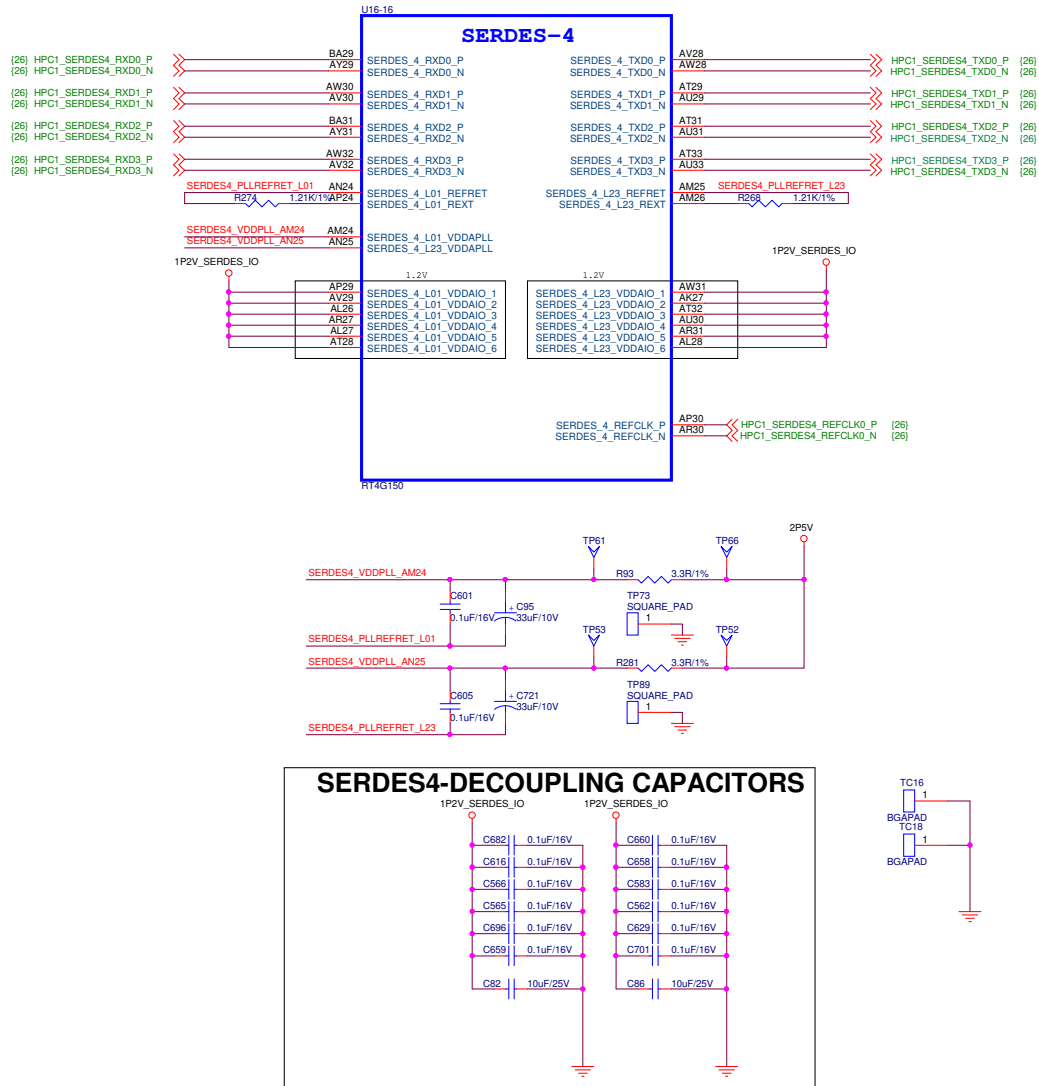 U16-16
SERDES-4
{26} HPC1_SERDES4_RXD0_P BA29 SERDES_4_RXD0_P SERDES_4_TXD0_P AV28 HPC1_SERDES4_TXD0_P {26}
{26} HPC1_SERDES4_RXD0_N AY29 SERDES_4_RXD0_N SERDES_4_TXD0_N AW28 HPC1_SERDES4_TXD0_N {26}
{26} HPC1_SERDES4_RXD1_P AW30 SERDES_4_RXD1_P SERDES_4_TXD1_P AT29 HPC1_SERDES4_TXD1_P {26}
{26} HPC1_SERDES4_RXD1_N AV30 SERDES_4_RXD1_N SERDES_4_TXD1_N AU29 HPC1_SERDES4_TXD1_N {26}
{26} HPC1_SERDES4_RXD2_P BA31 SERDES_4_RXD2_P SERDES_4_TXD2_P AT31 HPC1_SERDES4_TXD2_P {26}
{26} HPC1_SERDES4_RXD2_N AY31 SERDES_4_RXD2_N SERDES_4_TXD2_N AU31 HPC1_SERDES4_TXD2_N {26}
{26} HPC1_SERDES4_RXD3_P AW32 SERDES_4_RXD3_P SERDES_4_TXD3_P AT33 HPC1_SERDES4_TXD3_P {26}
{26} HPC1_SERDES4_RXD3_N AV32 SERDES_4_RXD3_N SERDES_4_TXD3_N AU33 HPC1_SERDES4_TXD3_N {26}
SERDES4_PLLREFRET_L01 AN24 SERDES_4_L01_REFRET SERDES_4_L23_REFRET AM25 SERDES4_PLLREFRET_L23
R274 1.21K/1% AP24 SERDES_4_L01_REXT SERDES_4_L23_REXT AM26 R268 1.21K/1%
SERDES4_VDDPLL_AM24 AM24 SERDES_4_L01_VDDAPLL
SERDES4_VDDPLL_AN25 AN25 SERDES_4_L23_VDDAPLL
1P2V_SERDES_IO 1P2V_SERDES_IO
1.2V 1.2V
AP29 SERDES_4_L01_VDDAIO_1 SERDES_4_L23_VDDAIO_1 AW31
AV29 SERDES_4_L01_VDDAIO_2 SERDES_4_L23_VDDAIO_2 AK27
AL26 SERDES_4_L01_VDDAIO_3 SERDES_4_L23_VDDAIO_3 AT32
AR27 SERDES_4_L01_VDDAIO_4 SERDES_4_L23_VDDAIO_4 AU30
AL27 SERDES_4_L01_VDDAIO_5 SERDES_4_L23_VDDAIO_5 AR31
AT28 SERDES_4_L01_VDDAIO_6 SERDES_4_L23_VDDAIO_6 AL28
SERDES_4_REFCLK_P AP30 HPC1_SERDES4_REFCLK0_P {26}
SERDES_4_REFCLK_N AR30 HPC1_SERDES4_REFCLK0_N {26}
RT4G150
2P5V
TP61 TP66
SERDES4_VDDPLL_AM24 R93 3.3R/1%
C601 0.1uF/16V
+ C95 33uF/10V
TP73 SQUARE_PAD 1
TP53 TP52
SERDES4_PLLREFRET_L01
SERDES4_VDDPLL_AN25 R281 3.3R/1%
C605 0.1uF/16V
+ C721 33uF/10V
TP89 SQUARE_PAD 1
SERDES4_PLLREFRET_L23
SERDES4-DECOUPLING CAPACITORS
1P2V_SERDES_IO 1P2V_SERDES_IO
C682 0.1uF/16V C660 0.1uF/16V
C616 0.1uF/16V C658 0.1uF/16V
C566 0.1uF/16V C583 0.1uF/16V
C565 0.1uF/16V C562 0.1uF/16V
C696 0.1uF/16V C629 0.1uF/16V
C659 0.1uF/16V C701 0.1uF/16V
C82 10uF/25V C86 10uF/25V
TC16
1
BGAPAD
TC18
1
BGAPAD